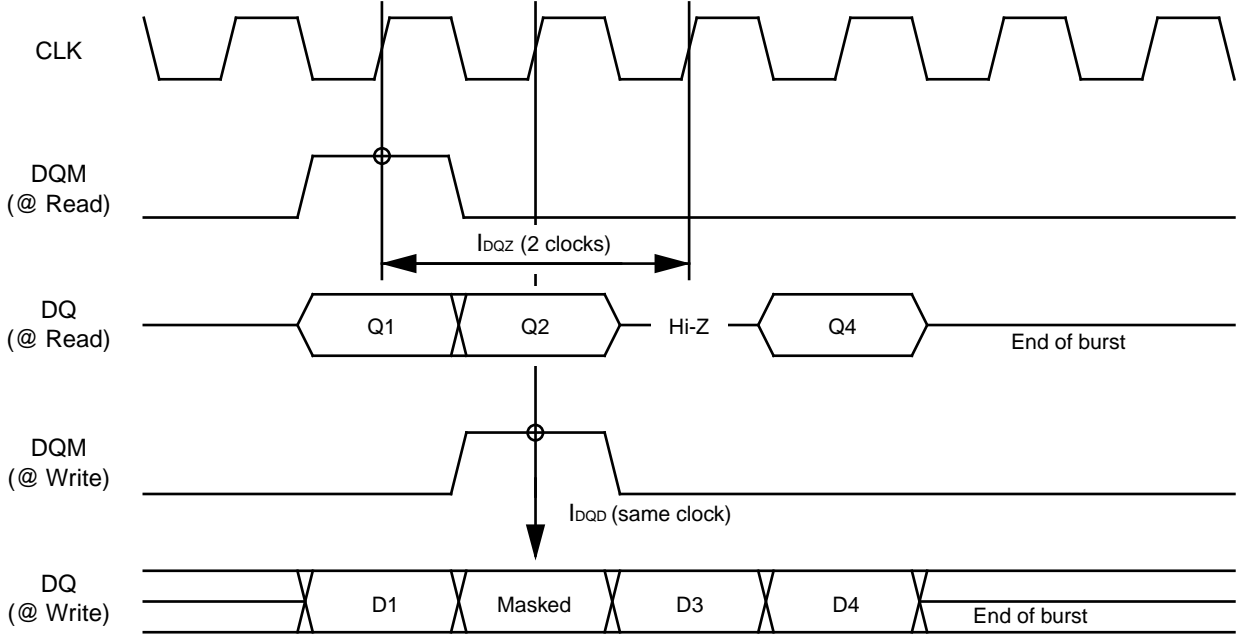 CLK
DQM
(@ Read)
IDQZ (2 clocks)
DQ
(@ Read)
Q1
Q2
Hi-Z
Q4
End of burst
DQM
(@ Write)
IDQD (same clock)
DQ
(@ Write)
D1
Masked
D3
D4
End of burst